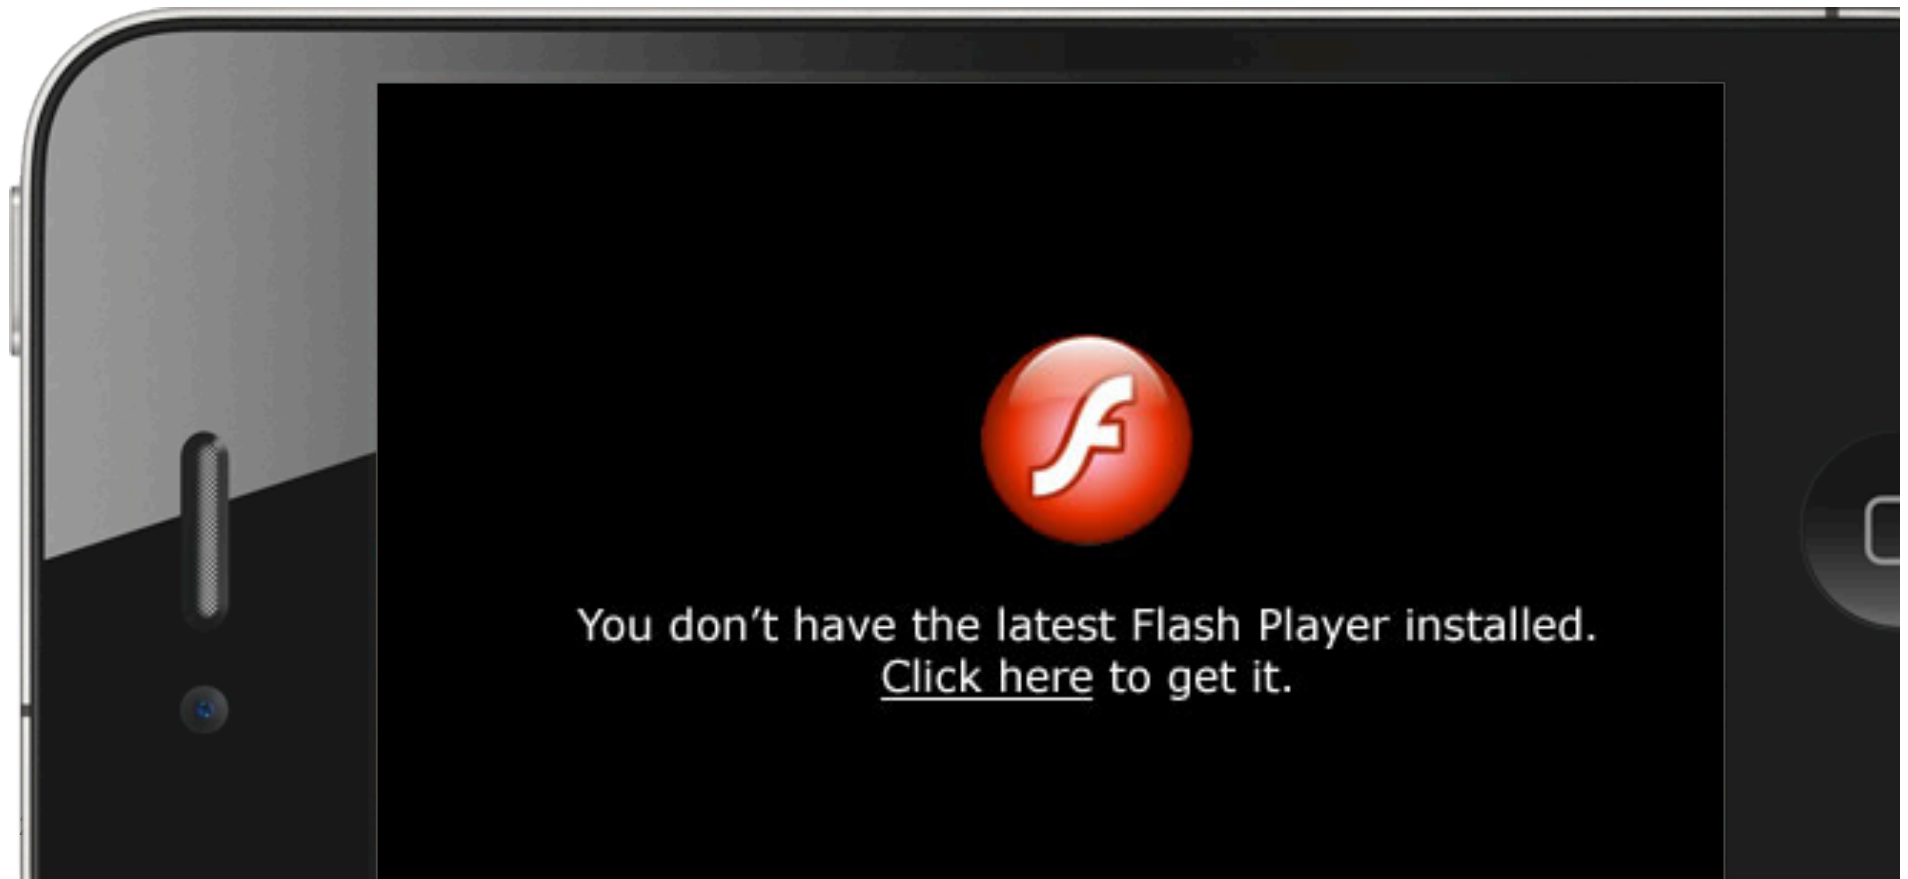 You don’t have the latest Flash Player installed.
Click here to get it.